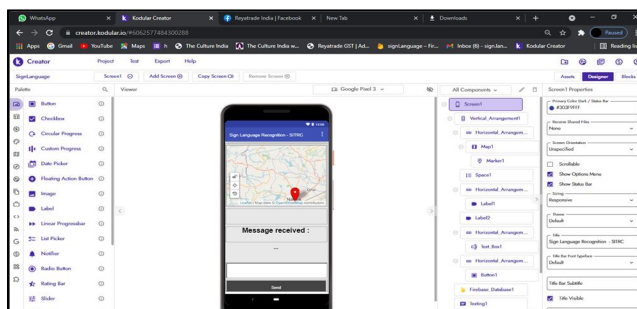 WhatsApp
Kodular Creator
Reyattrade India | Facebook
New Tab
Downloads
creator.kodular.io/#6062577484300288
Paused
Apps
Gmail
YouTube
Maps
The Culture India
The Culture India w...
Reyattrade GST | Ad...
signLanguage – Fir...
Inbox (8) - sign.lan...
Kodular Creator
Reading li
Creator
Project
Test
Export
Help
SignLanguage
Screen1
Add Screen
Copy Screen
Remove Screen
Assets
Designer
Blocks
Palette
Button
Checkbox
Circular Progress
Custom Progress
Date Picker
Floating Action Button
Image
Label
Linear Progressbar
List Picker
Notifier
Radio Button
Rating Bar
Slider
Viewer
Google Pixel 3
Sign Language Recognition - SITRC
Message received :
...
Send
All Components
Screen1
Vertical_Arrangement1
Horizontal_Arrangem...
Map1
Marker1
Space1
Horizontal_Arrangem...
Label1
Label2
Horizontal_Arrangem...
Text_Box1
Horizontal_Arrangem...
Button1
Firebase_Database1
Texting1
Screen1 Properties
Primary Color Dark / Status Bar
#303F9FFF
Receive Shared Files
None
Screen Orientation
Unspecified
Scrollable
Show Options Menu
Show Status Bar
Sizing
Responsive
Theme
Default
Title
Sign Language Recognition - SITRC
Title Bar Font Typeface
Default
Title Bar Subtitle
Title Visible